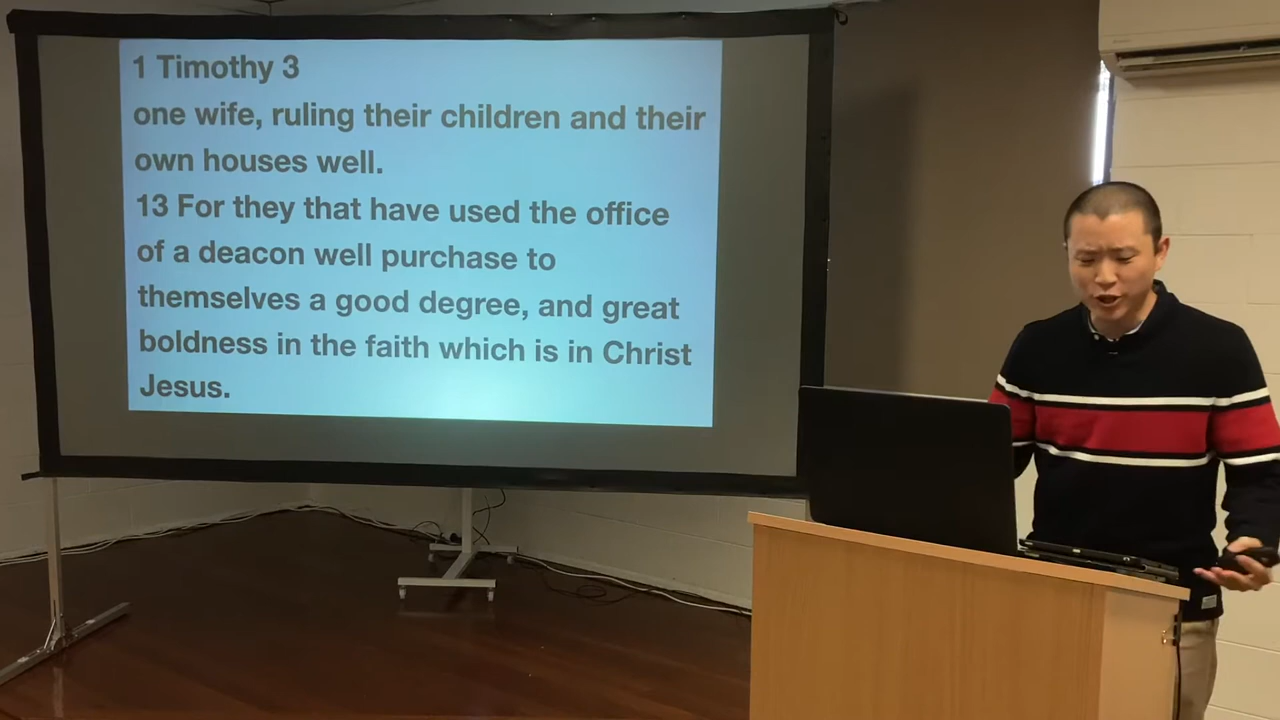 1 Timothy 3
one wife, ruling their children and their
own houses well.
13 For they that have used the office
of a deacon well purchase to
themselves a good degree, and great
boldness in the faith which is in Christ
Jesus.